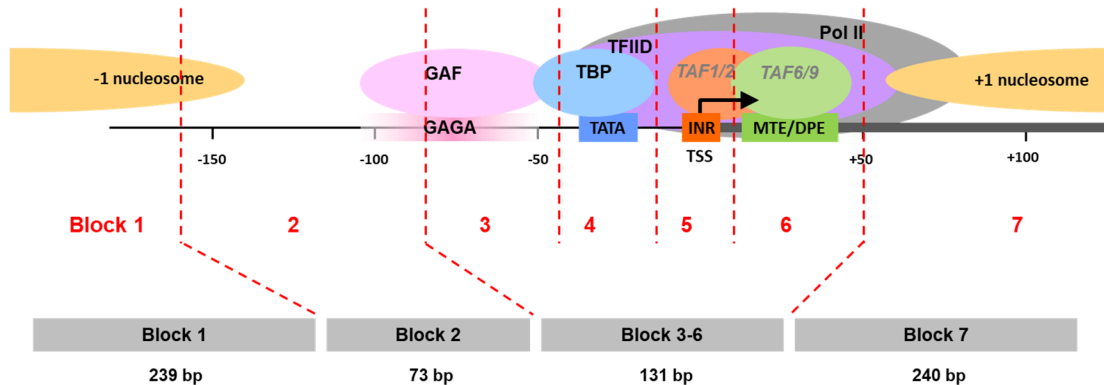 Pol II
TFIID
-1 nucleosome
GAF
TBP
TAF1/2
TAF6/9
+1 nucleosome
GAGA
TATA
INR
MTE/DPE
-150
-100
-50
TSS
+50
+100
Block 1
2
3
4
5
6
7
Block 1
Block 2
Block 3-6
Block 7
239 bp
73 bp
131 bp
240 bp